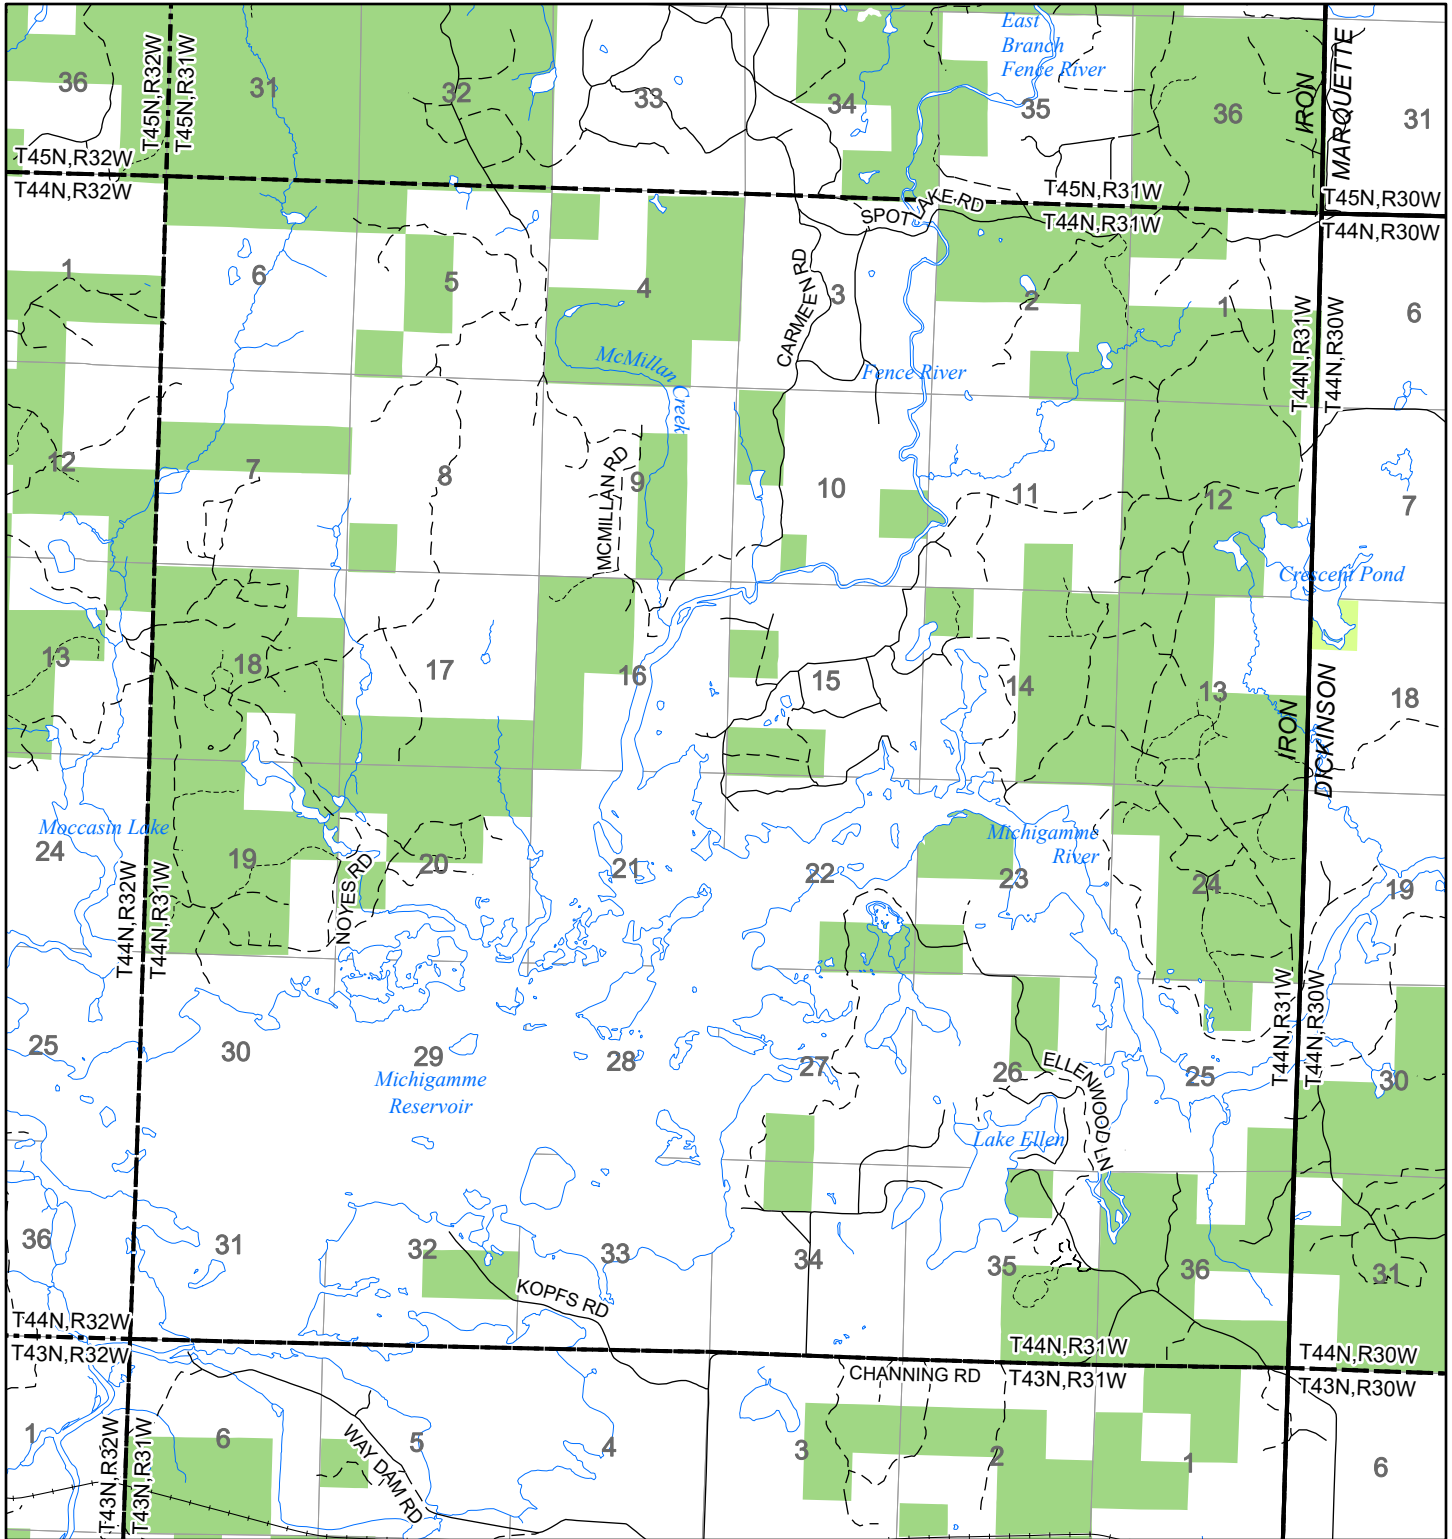 East
Branch
Fence River
36
T45N,R32W
T45N,R31W
31
32
33
34
35
36
IRON
MARQUETTE
31
T45N,R32W
T44N,R32W
T45N,R31W
T44N,R31W
T45N,R30W
T44N,R30W
SPOT LAKE RD
1
6
5
4
CARMEEN RD
3
2
1
T44N,R31W
T44N,R30W
6
McMillan Creek
Fence River
12
7
8
MCMILLAN RD
9
10
11
12
7
Crescent Pond
13
18
17
16
15
14
13
IRON
DICKINSON
18
Moccasin Lake
24
T44N,R32W
T44N,R31W
19
NOYES RD
20
21
22
Michigamme
River
23
24
19
25
30
29
28
27
26
ELLENWOOD LN
25
T44N,R31W
T44N,R30W
30
Michigamme
Reservoir
Lake Ellen
36
31
32
33
34
35
36
31
KOPFS RD
T44N,R32W
T43N,R32W
T44N,R31W
T43N,R31W
T44N,R30W
T43N,R30W
CHANNING RD
1
T43N,R32W
T43N,R31W
6
WAY DAM RD
5
4
3
2
1
6